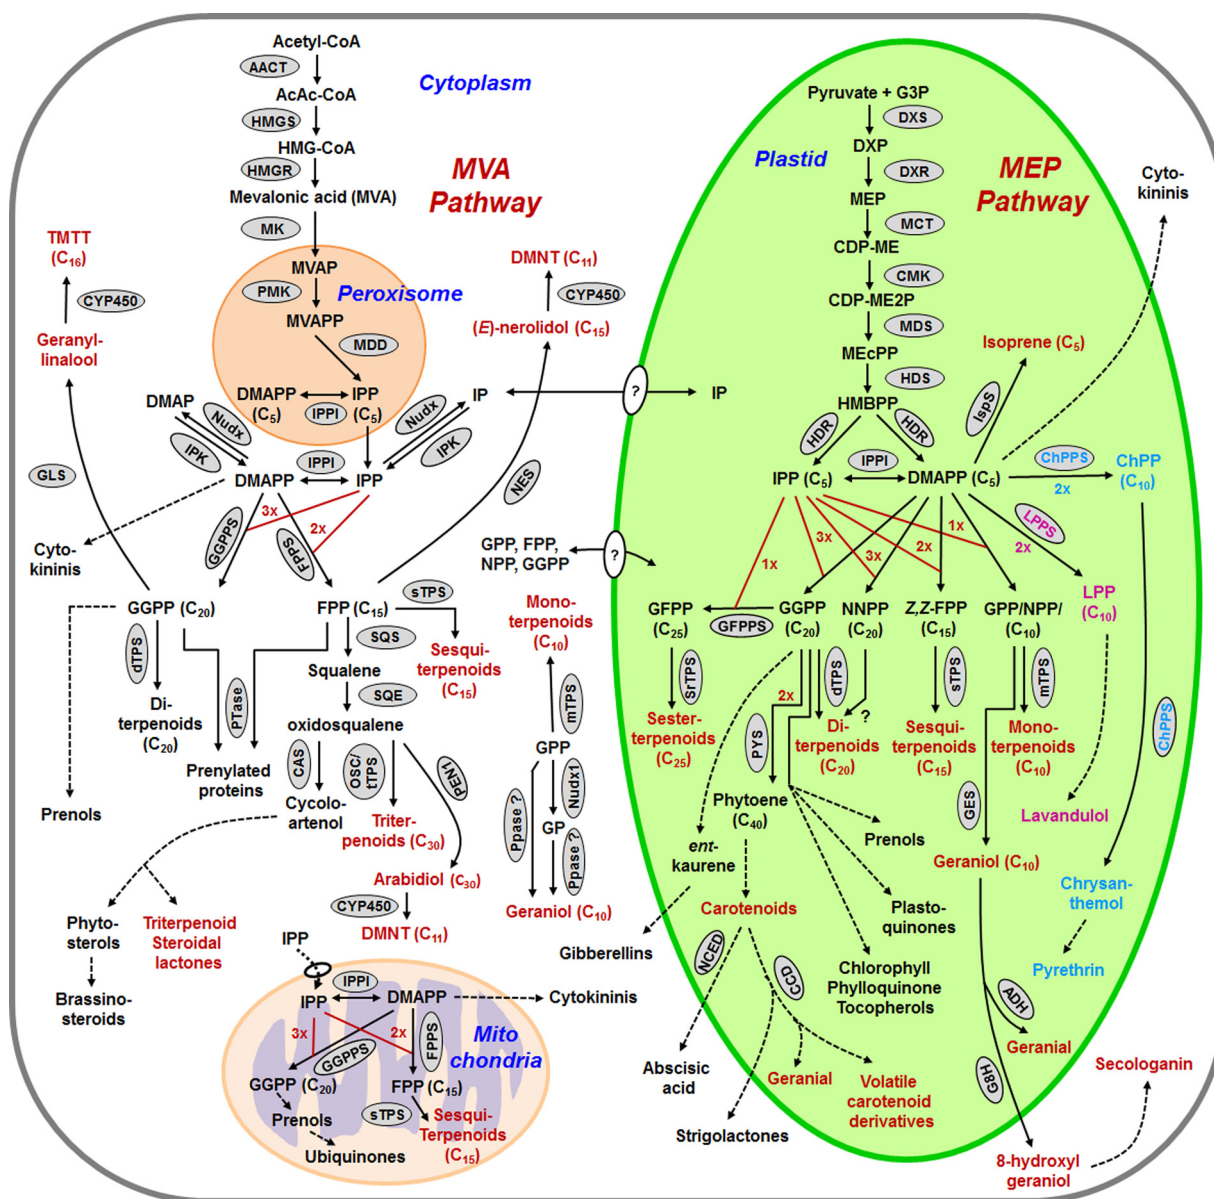 Acetyl-CoA
AACT
AcAc-CoA
HMGS
HMG-CoA
HMGR
Mevalonic acid (MVA)
MK
Cytoplasm
MVA
Pathway
MVAP
PMK
Peroxisome
MVAPP
MDD
DMAPP
(C5)
IPPI
IPP
(C5)
TMTT
(C16)
CYP450
Geranyl-
linalool
GLS
DMNT (C11)
CYP450
(E)-nerolidol (C15)
NES
DMAP
Nudx
IPK
Nudx
IPK
IP
?
IP
DMAPP
IPPI
IPP
3x
2x
GGPPS
FPPS
Cyto-
kininis
GGPP (C20)
FPP (C15)
sTPS
Sesqui-
terpenoids
(C15)
dTPS
Di-
terpenoids
(C20)
PTase
Prenylated
proteins
Prenols
SQS
Squalene
SQE
oxidosqualene
CAS
OSC/
tTPS
PEN1
Cycolo-
artenol
Triter-
penoids (C30)
Arabidiol (C30)
CYP450
DMNT (C11)
Phyto-
sterols
Triterpenoid
Steroidal
lactones
Brassino-
steroids
GPP, FPP,
NPP, GGPP
?
Mono-
terpenoids
(C10)
mTPS
GPP
Nudx1
Ppase ?
GP
Ppase ?
Geraniol (C10)
IPP
IPP
IPPI
DMAPP
Cytokininis
3x
2x
GGPPS
FPPS
Mito
chondria
GGPP (C20)
FPP (C15)
sTPS
Prenols
Sesqui-
Terpenoids
(C15)
Ubiquinones
Plastid
MEP
Pathway
Pyruvate + G3P
DXS
DXP
DXR
MEP
MCT
CDP-ME
CMK
CDP-ME2P
MDS
MEcPP
HDS
HMBPP
HDR
HDR
IPP (C5)
IPPI
DMAPP (C5)
IspS
Isoprene (C5)
Cyto-
kininis
ChPPS
2x
ChPP
(C10)
LPPS
2x
1x
3x
3x
2x
1x
GFPP
(C25)
GFPPS
GGPP
(C20)
NNPP
(C20)
Z,Z-FPP
(C15)
GPP/NPP/
(C10)
LPP
(C10)
SrTPS
Sester-
terpenoids
(C25)
2x
PYS
dTPS
?
Di-
terpenoids
(C20)
sTPS
Sesqui-
terpenoids
(C15)
mTPS
Mono-
terpenoids
(C10)
GES
ChPPS
Phytoene
(C40)
Prenols
Lavandulol
ent-
kaurene
Geraniol (C10)
Carotenoids
Plasto-
quinones
Chrysan-
themol
Gibberellins
NCED
CCD
Chlorophyll
Phylloquinone
Tocopherols
Pyrethrin
ADH
Geranial
G8H
Abscisic
acid
Geranial
Volatile
carotenoid
derivatives
Secologanin
Strigolactones
8-hydroxyl
geraniol